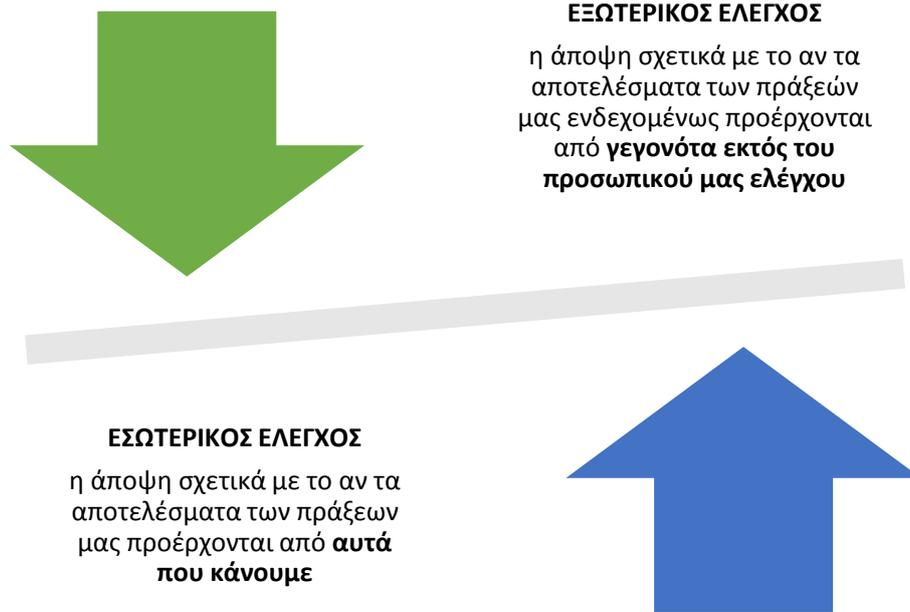 ΕΞΩΤΕΡΙΚΟΣ ΕΛΕΓΧΟΣ
η άποψη σχετικά με το αν τα
αποτελέσματα των πράξεών
μας ενδεχομένως προέρχονται
από γεγονότα εκτός του
προσωπικού μας ελέγχου
ΕΣΩΤΕΡΙΚΟΣ ΕΛΕΓΧΟΣ
η άποψη σχετικά με το αν τα
αποτελέσματα των πράξεων
μας προέρχονται από αυτά
που κάνουμε